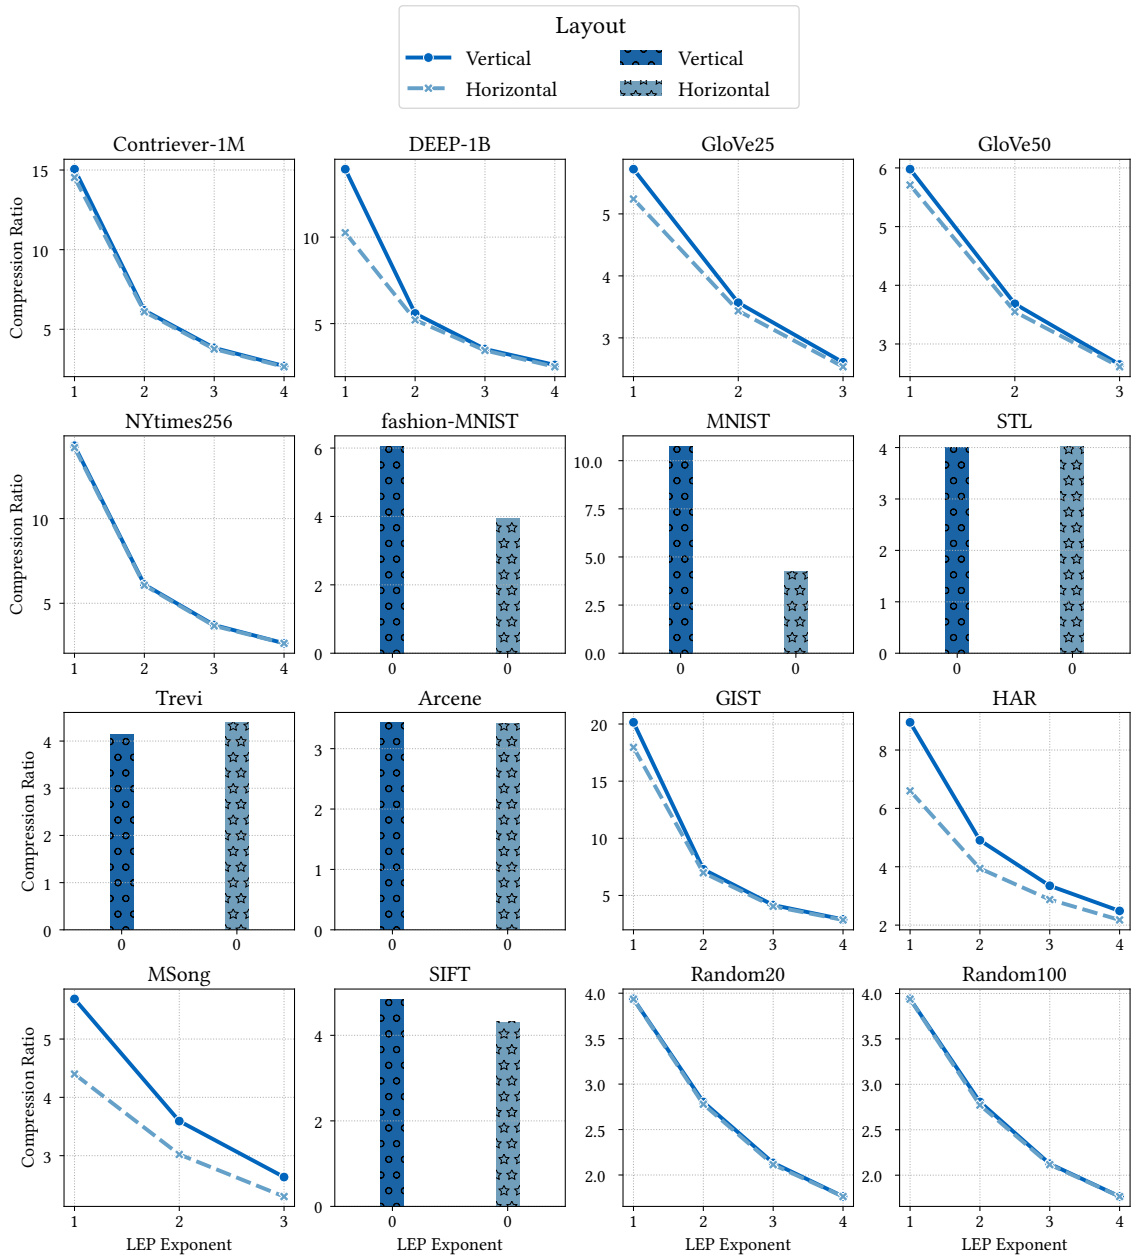 Layout
Vertical Vertical
Horizontal Horizontal
Contriever-1M DEEP-1B GloVe25 GloVe50
Compression Ratio
15
10
5
1 2 3 4
10
5
1 2 3 4
5
4
3
1 2 3
6
5
4
3
1 2 3
NYtimes256 fashion-MNIST MNIST STL
Compression Ratio
10
5
1 2 3 4
6
4
2
0
0 0
10.0
7.5
5.0
2.5
0.0
0 0
4
3
2
1
0
0 0
Trevi Arcene GIST HAR
Compression Ratio
4
3
2
1
0
0 0
3
2
1
0
0 0
20
15
10
5
1 2 3 4
8
6
4
2
1 2 3 4
MSong SIFT Random20 Random100
Compression Ratio
5
4
3
1 2 3
LEP Exponent
4
2
0
0 0
LEP Exponent
4.0
3.5
3.0
2.5
2.0
1 2 3 4
LEP Exponent
4.0
3.5
3.0
2.5
2.0
1 2 3 4
LEP Exponent